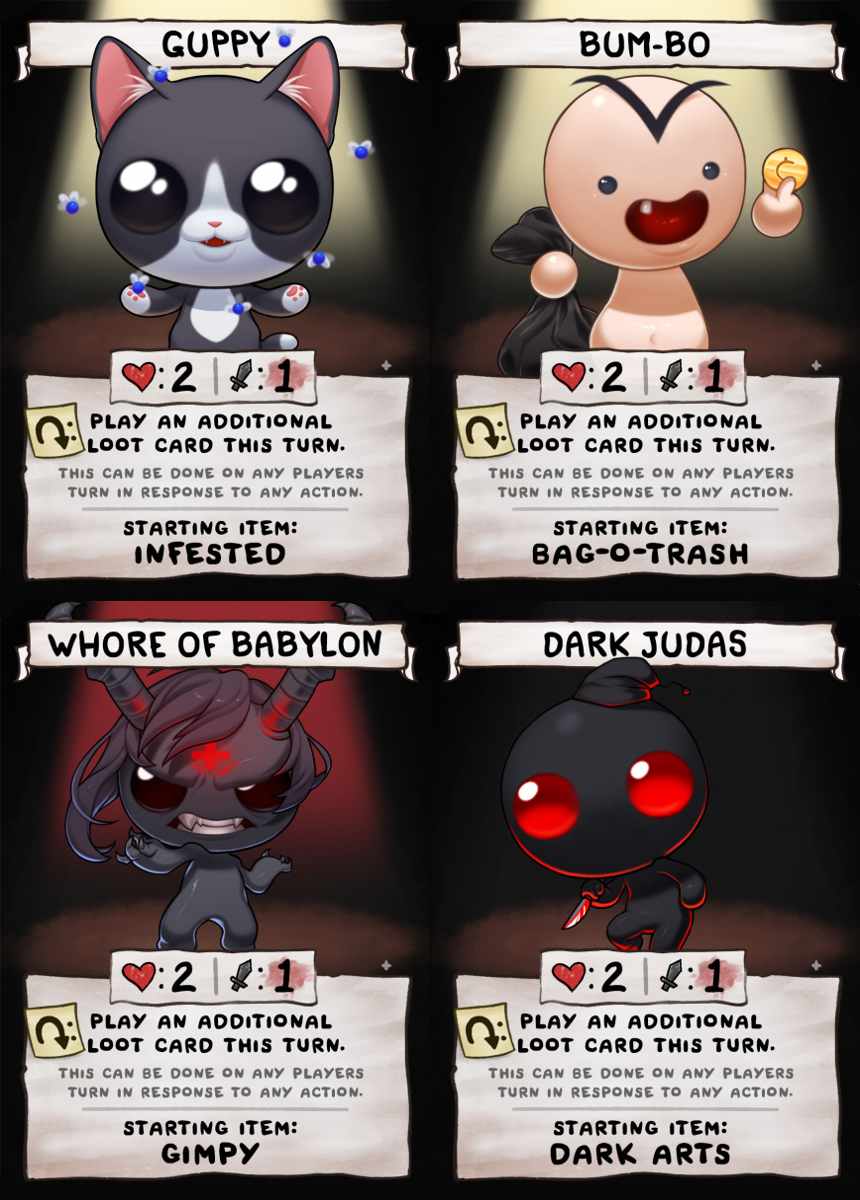 GUPPY
♥: 2 | : 1
PLAY AN ADDITIONAL
LOOT CARD THIS TURN.
THIS CAN BE DONE ON ANY PLAYERS
TURN IN RESPONSE TO ANY ACTION.
STARTING ITEM:
INFESTED
BUM-BO
♥: 2 | : 1
PLAY AN ADDITIONAL
LOOT CARD THIS TURN.
THIS CAN BE DONE ON ANY PLAYERS
TURN IN RESPONSE TO ANY ACTION.
STARTING ITEM:
BAG-O-TRASH
WHORE OF BABYLON
♥: 2 | : 1
PLAY AN ADDITIONAL
LOOT CARD THIS TURN.
THIS CAN BE DONE ON ANY PLAYERS
TURN IN RESPONSE TO ANY ACTION.
STARTING ITEM:
GIMPY
DARK JUDAS
♥: 2 | : 1
PLAY AN ADDITIONAL
LOOT CARD THIS TURN.
THIS CAN BE DONE ON ANY PLAYERS
TURN IN RESPONSE TO ANY ACTION.
STARTING ITEM:
DARK ARTS